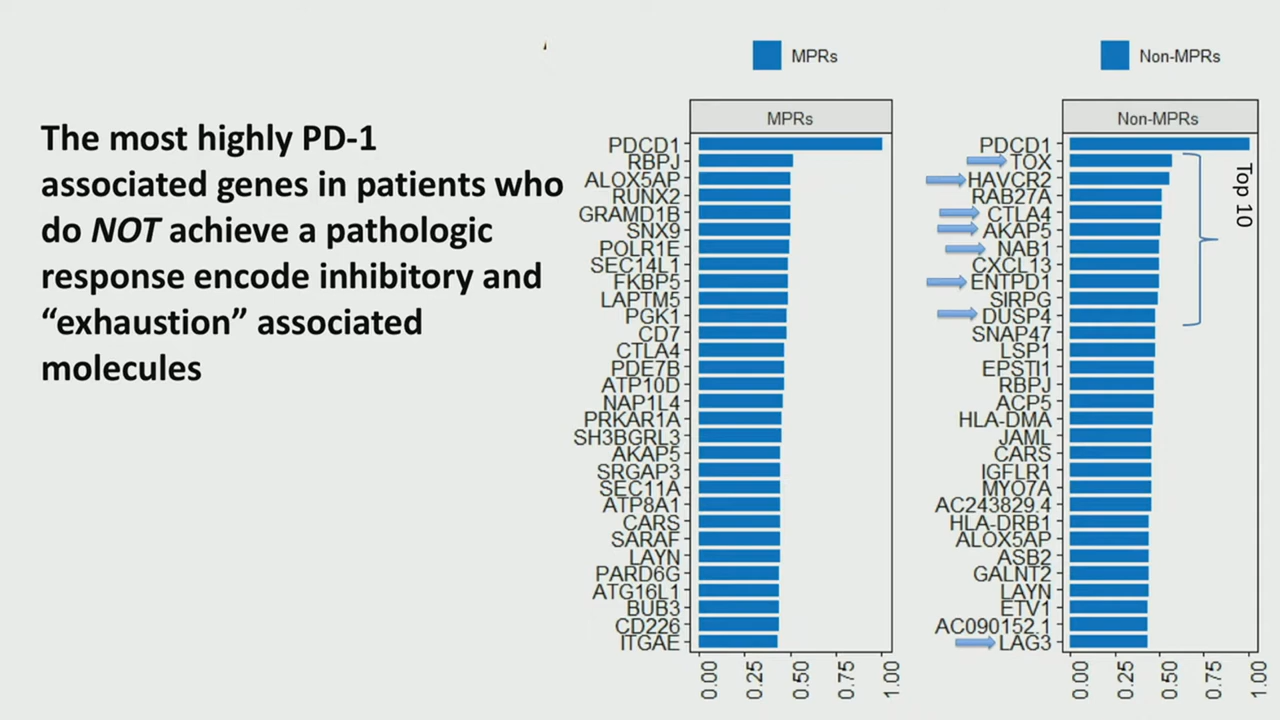 The most highly PD-1
associated genes in patients who
do NOT achieve a pathologic
response encode inhibitory and
“exhaustion” associated
molecules
MPRs
MPRs
PDCD1
RBPJ
ALOX5AP
RUNX2
GRAMD1B
SNX9
POLR1E
SEC14L1
FKBP5
LAPTM5
PGK1
CD7
CTLA4
PDE7B
ATP10D
NAP1L4
PRKAR1A
SH3BGRL3
AKAP5
SRGAP3
SEC11A
ATP8A1
CARS
SARAF
LAYN
PARD6G
ATG16L1
BUB3
CD226
ITGAE
0.00 0.25 0.50 0.75 1.00
Non-MPRs
Non-MPRs
PDCD1
TOX
HAVCR2
RAB27A
CTLA4
AKAP5
NAB1
CXCL13
ENTPD1
SIRPG
DUSP4
SNAP47
LSP1
EPSTI1
RBPJ
ACP5
HLA-DMA
JAML
CARS
IGFLR1
MYO7A
AC243829.4
HLA-DRB1
ALOX5AP
ASB2
GALNT2
LAYN
ETV1
AC090152.1
LAG3
Top 10
0.00 0.25 0.50 0.75 1.00